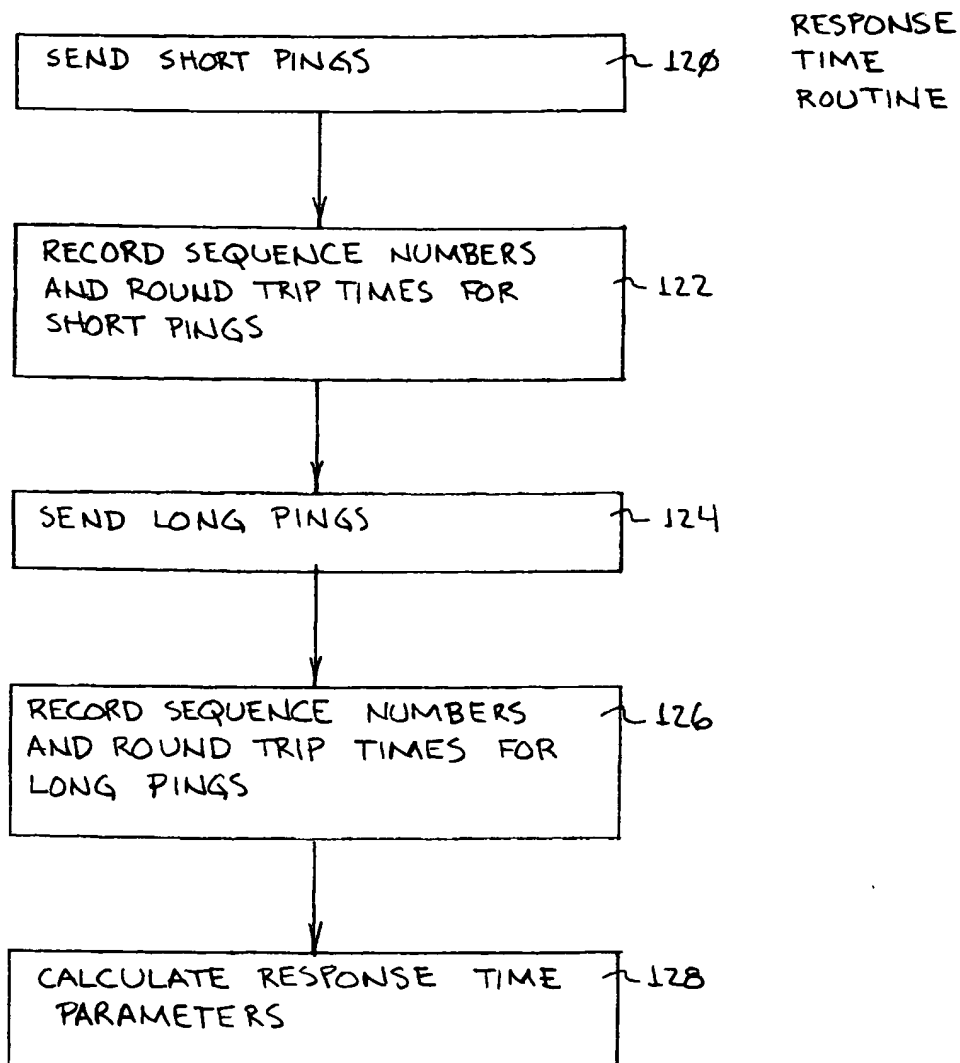 RESPONSE
TIME
ROUTINE
SEND SHORT PINGS
120
RECORD SEQUENCE NUMBERS
AND ROUND TRIP TIMES FOR
SHORT PINGS
122
SEND LONG PINGS
124
RECORD SEQUENCE NUMBERS
AND ROUND TRIP TIMES FOR
LONG PINGS
126
CALCULATE RESPONSE TIME
PARAMETERS
128